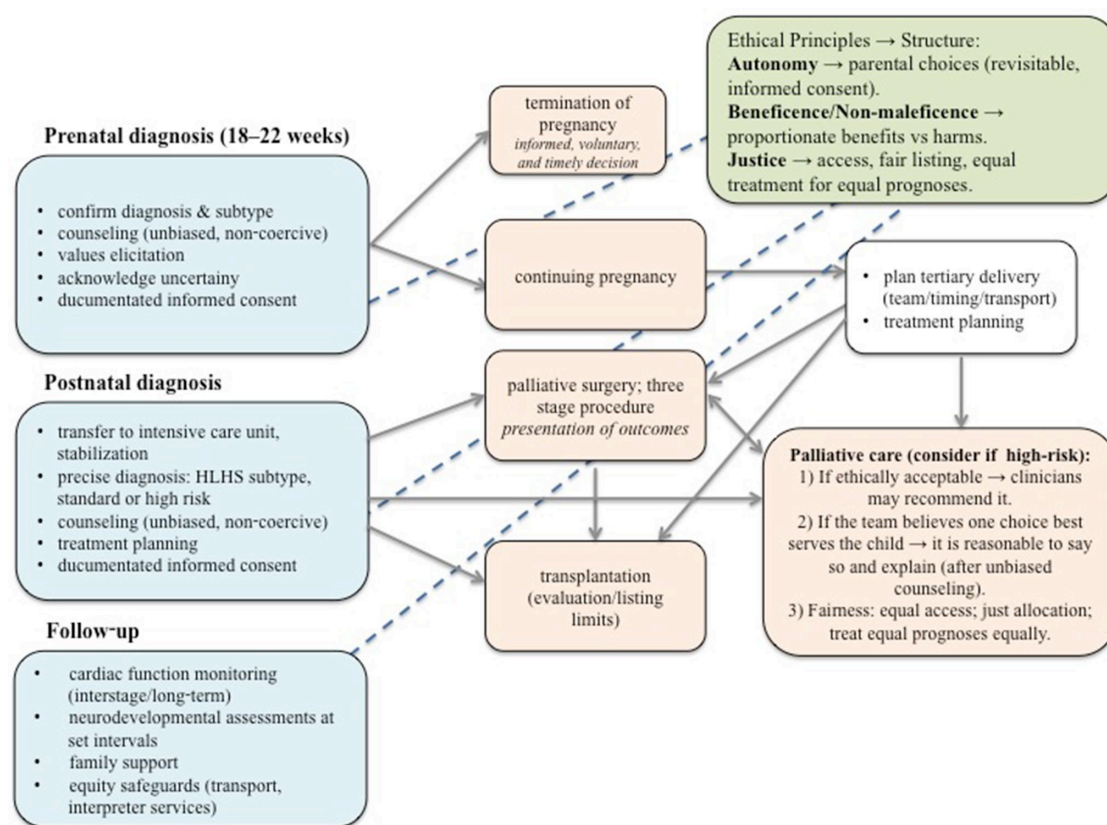 Ethical Principles → Structure:
Autonomy → parental choices (revisitable,
informed consent).
Beneficence/Non-maleficence →
proportionate benefits vs harms.
Justice → access, fair listing, equal
treatment for equal prognoses.
termination of
pregnancy
informed, voluntary,
and timely decision
Prenatal diagnosis (18–22 weeks)
• confirm diagnosis & subtype
• counseling (unbiased, non-coercive)
• values elicitation
• acknowledge uncertainy
• ducumentated informed consent
continuing pregnancy
• plan tertiary delivery
(team/timing/transport)
• treatment planning
Postnatal diagnosis
• transfer to intensive care unit,
stabilization
• precise diagnosis: HLHS subtype,
standard or high risk
• counseling (unbiased, non-coercive)
• treatment planning
• ducumentated informed consent
palliative surgery; three
stage procedure
presentation of outcomes
Palliative care (consider if high-risk):
1) If ethically acceptable → clinicians
may recommend it.
2) If the team believes one choice best
serves the child → it is reasonable to say
so and explain (after unbiased
counseling).
3) Fairness: equal access; just allocation;
treat equal prognoses equally.
transplantation
(evaluation/listing
limits)
Follow-up
• cardiac function monitoring
(interstage/long-term)
• neurodevelopmental assessments at
set intervals
• family support
• equity safeguards (transport,
interpreter services)